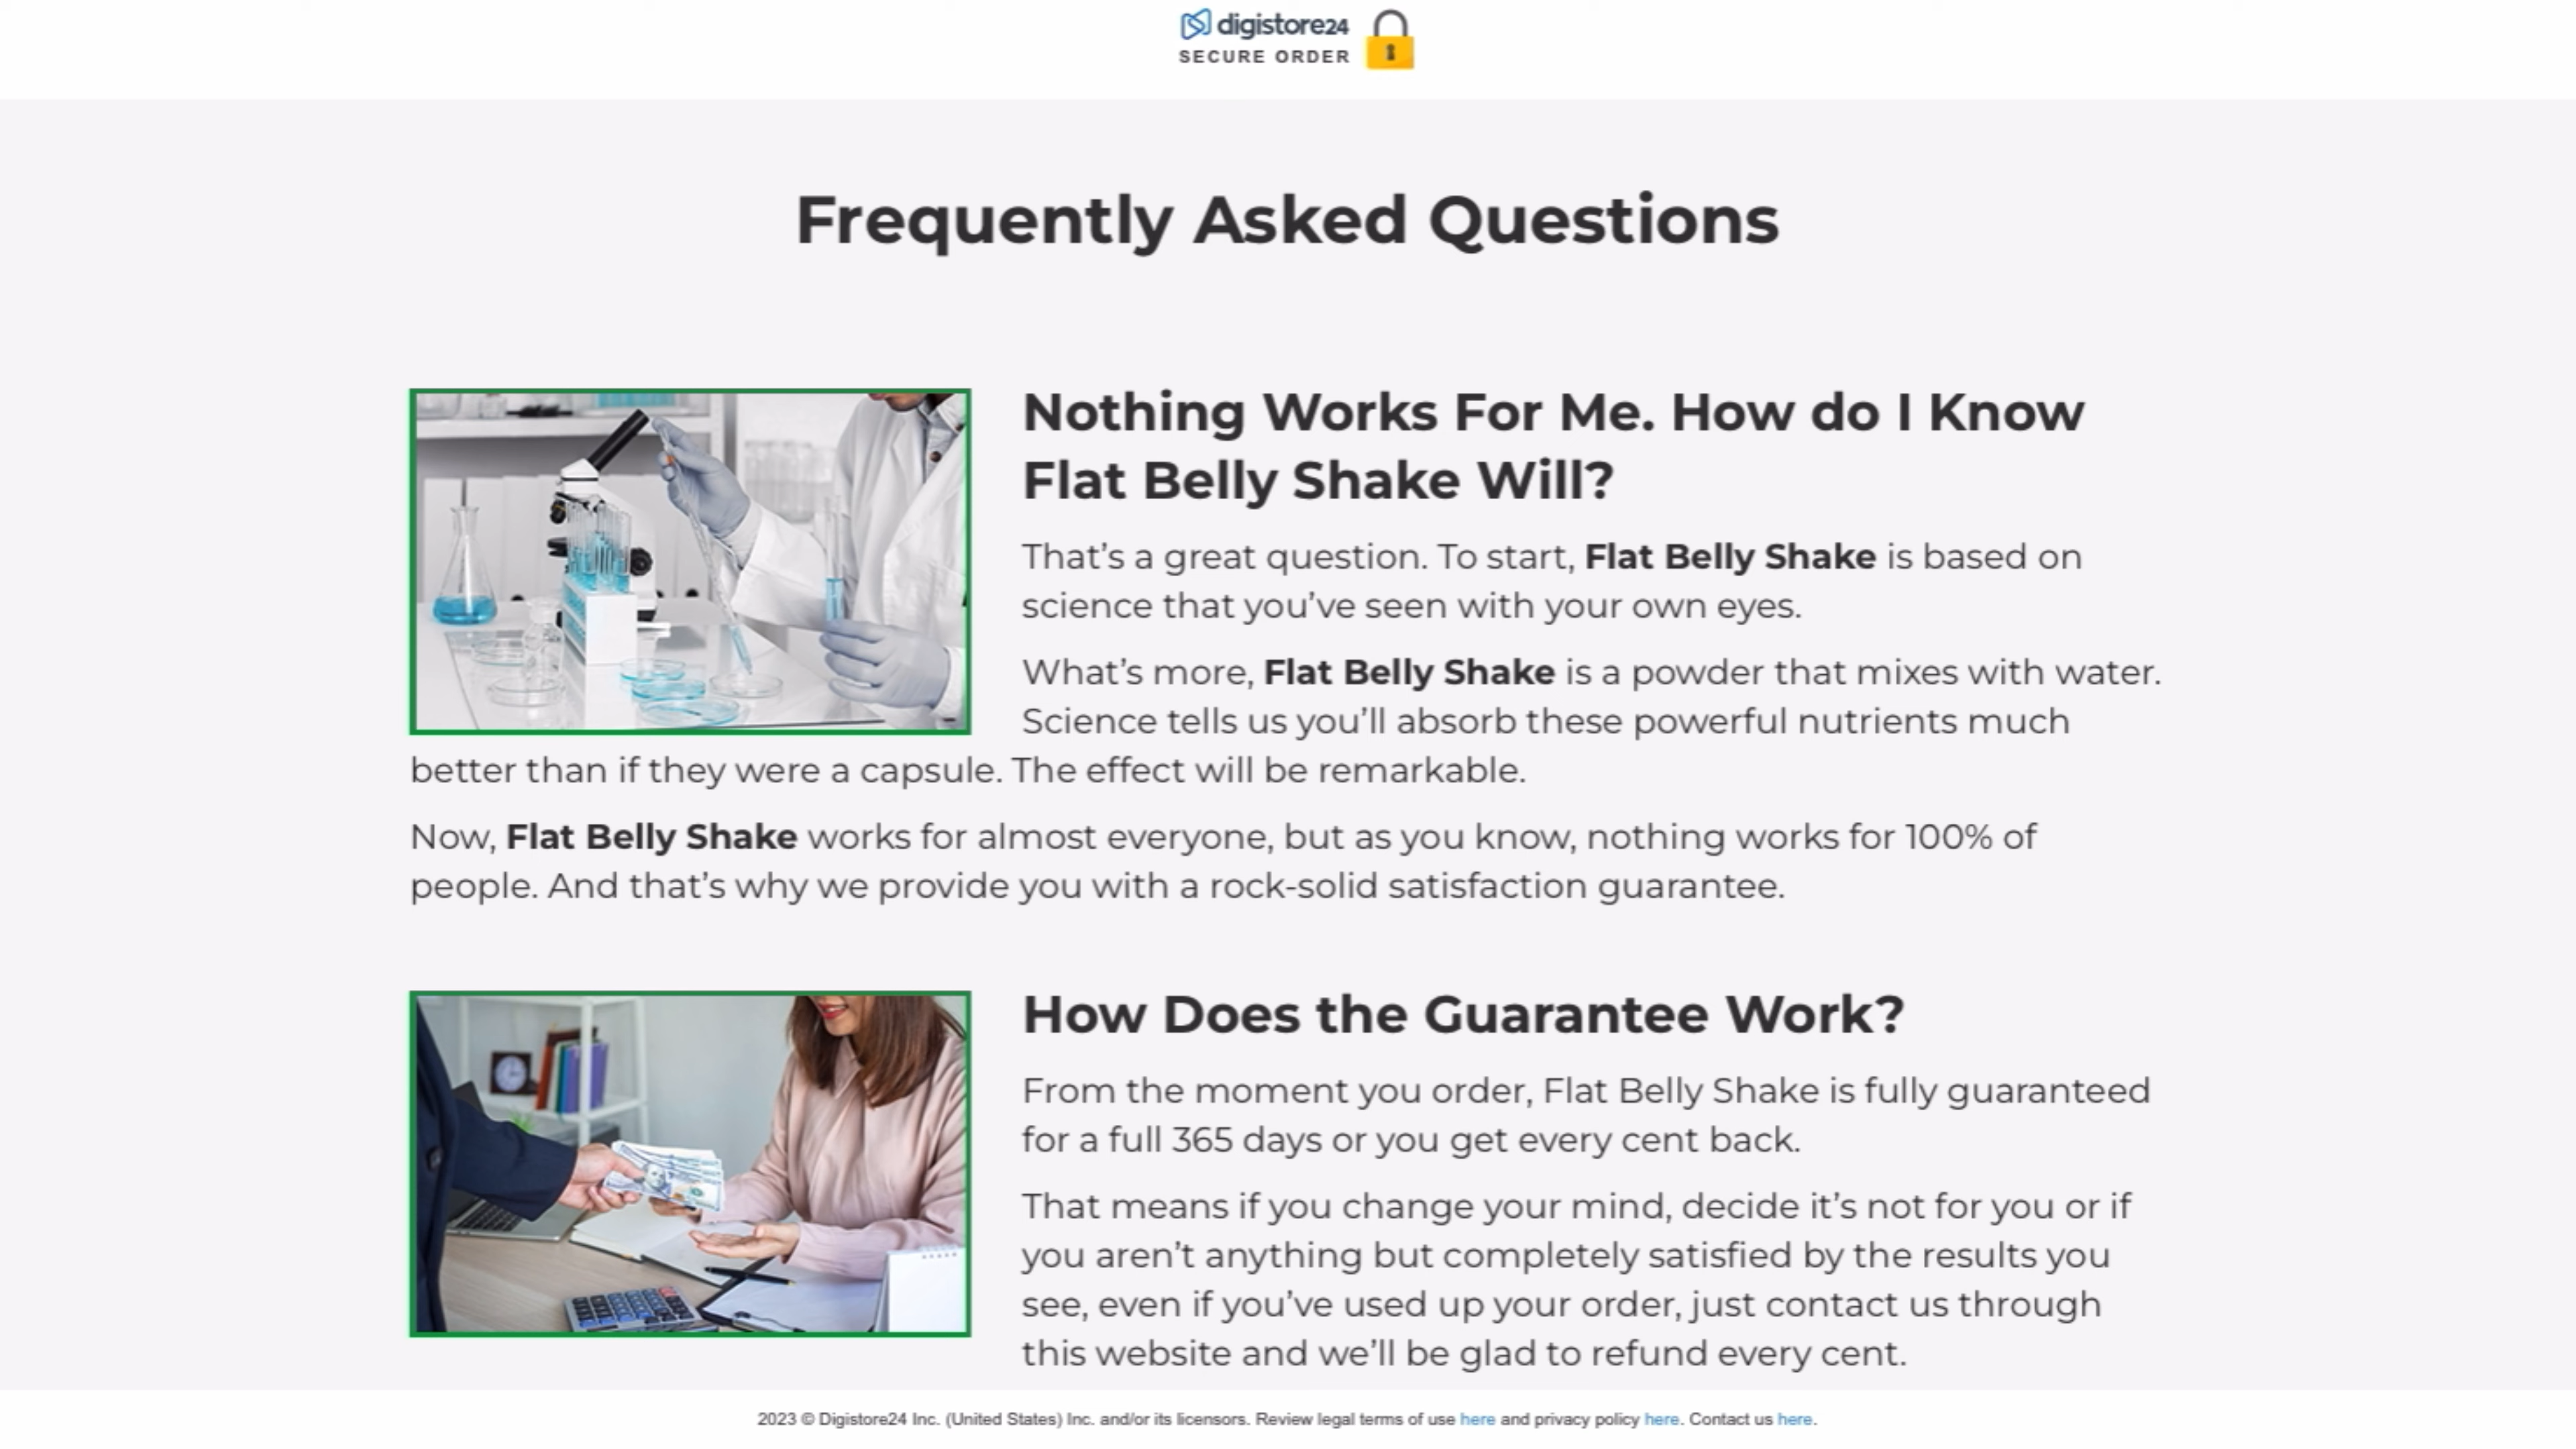 digistore24
SECURE ORDER
Frequently Asked Questions
Nothing Works For Me. How do I Know
Flat Belly Shake Will?
That’s a great question. To start, Flat Belly Shake is based on
science that you’ve seen with your own eyes.
What’s more, Flat Belly Shake is a powder that mixes with water.
Science tells us you’ll absorb these powerful nutrients much
better than if they were a capsule. The effect will be remarkable.
Now, Flat Belly Shake works for almost everyone, but as you know, nothing works for 100% of
people. And that’s why we provide you with a rock-solid satisfaction guarantee.
How Does the Guarantee Work?
From the moment you order, Flat Belly Shake is fully guaranteed
for a full 365 days or you get every cent back.
That means if you change your mind, decide it’s not for you or if
you aren’t anything but completely satisfied by the results you
see, even if you’ve used up your order, just contact us through
this website and we’ll be glad to refund every cent.
2023 © Digistore24 Inc. (United States) Inc. and/or its licensors. Review legal terms of use here and privacy policy here. Contact us here.